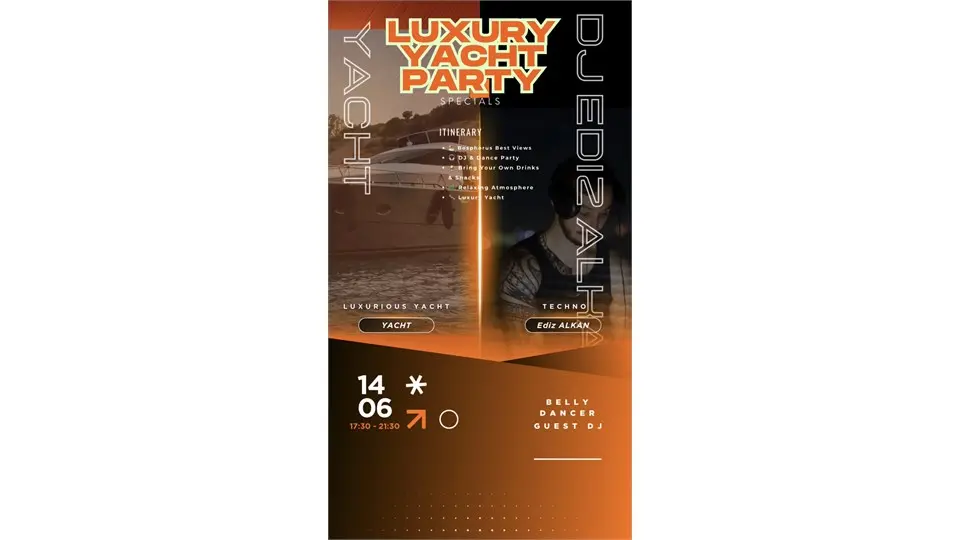 LUXURY
YACHT
PARTY
SPECIALS
YACHT
DJ EDIZ ALKA
ITINERARY
Bosphorus Best Views
DJ & Dance Party
Bring Your Own Drinks
& Snacks
Relaxing Atmosphere
Luxury Yacht
LUXURIOUS YACHT
YACHT
TECHNO
Ediz ALKAN
14
06
17:30 - 21:30
BELLY
DANCER
GUEST DJ